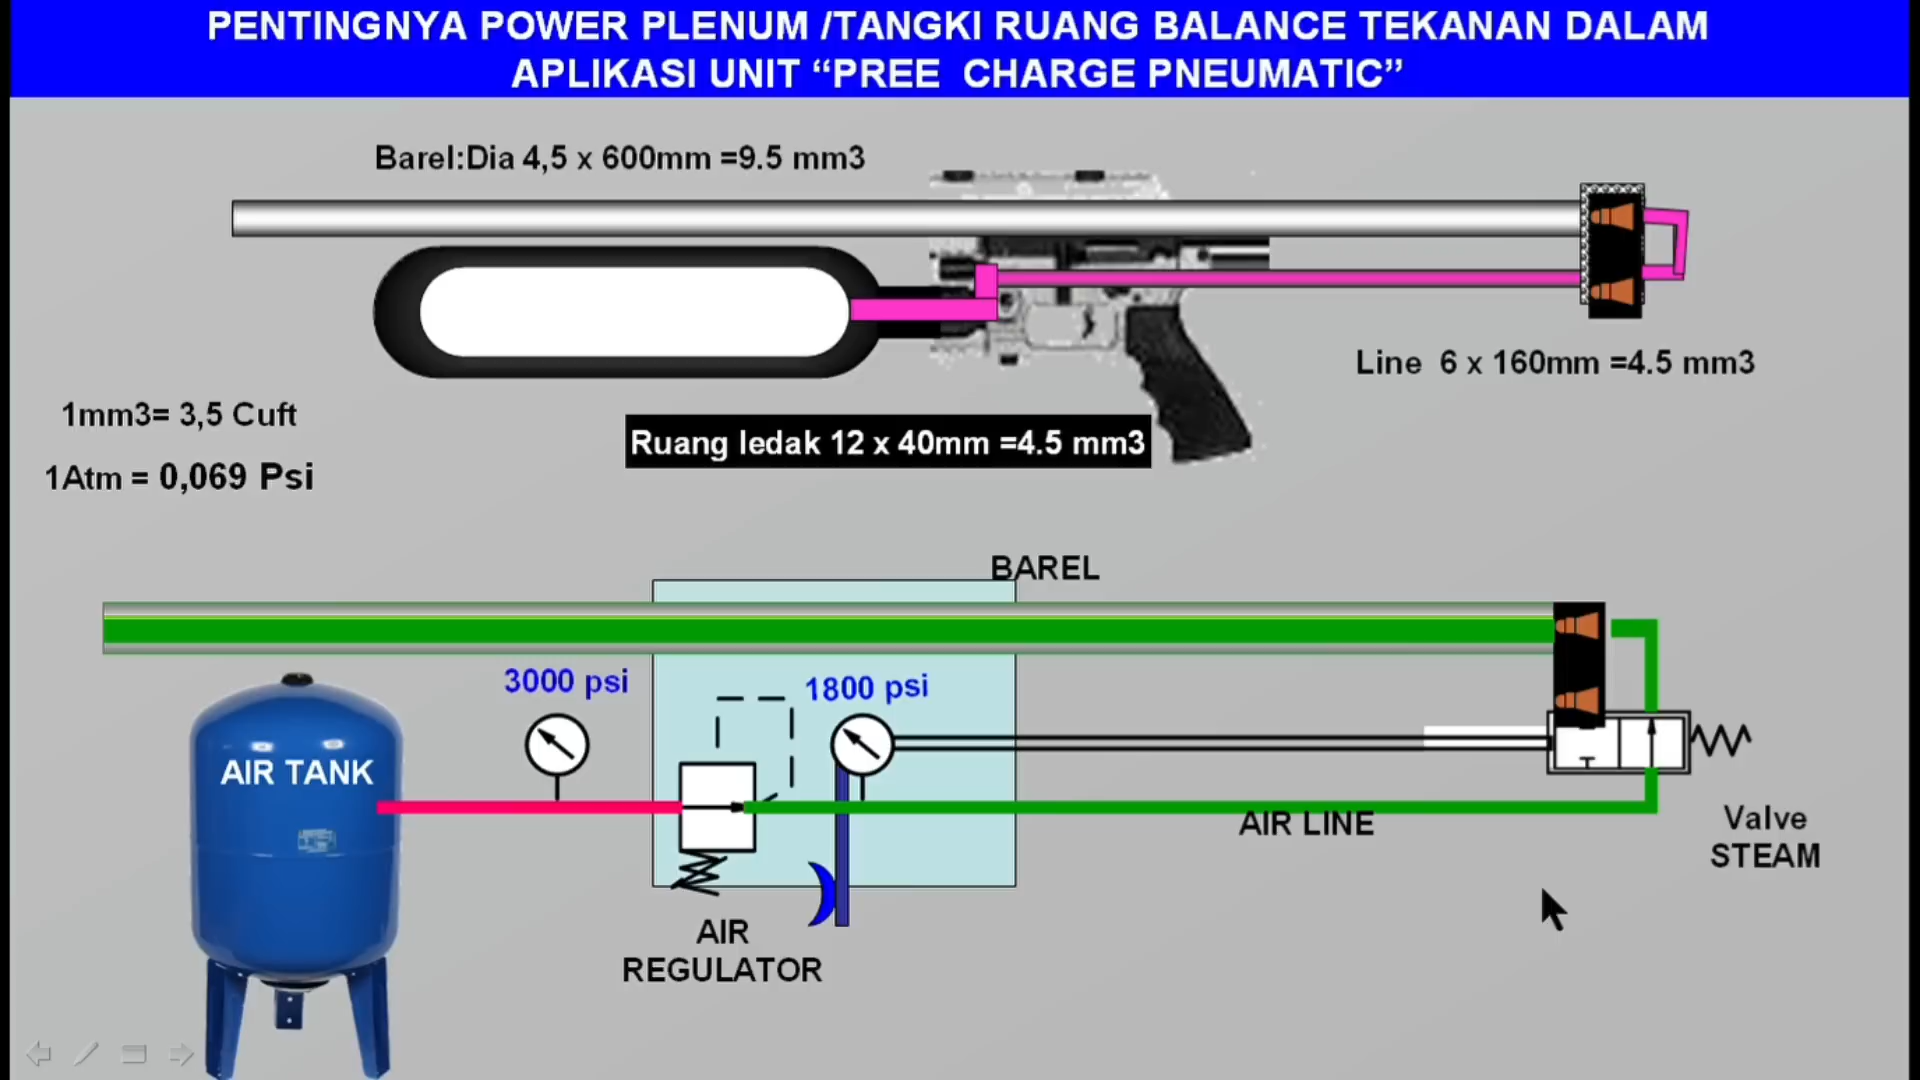 PENTINGNYA POWER PLENUM /TANGKI RUANG BALANCE TEKANAN DALAM
APLIKASI UNIT “PREE CHARGE PNEUMATIC”
Barel:Dia 4,5 x 600mm =9.5 mm3
Line 6 x 160mm =4.5 mm3
1mm3= 3,5 Cuft
Ruang ledak 12 x 40mm =4.5 mm3
1Atm = 0,069 Psi
BAREL
3000 psi
1800 psi
AIR TANK
AIR LINE
Valve
STEAM
AIR
REGULATOR